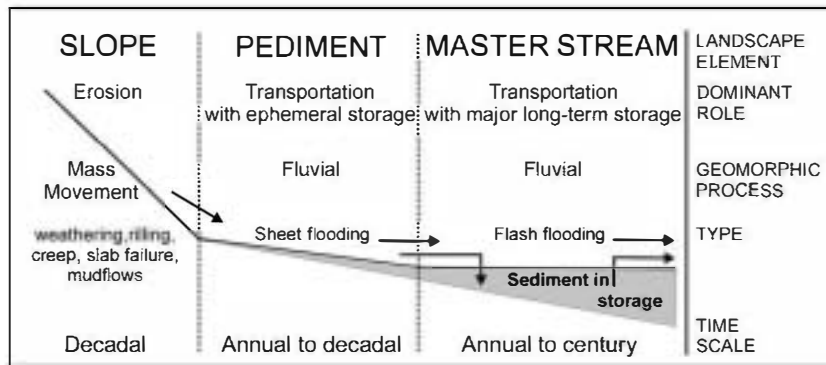 SLOPE
PEDIMENT
MASTER STREAM
LANDSCAPE
ELEMENT
Erosion
Transportation
with ephemeral storage
Transportation
with major long-term storage
DOMINANT
ROLE
Mass
Movement
Fluvial
Fluvial
GEOMORPHIC
PROCESS
weathering,rilling,
creep, slab failure,
mudflows
Sheet flooding
Flash flooding
TYPE
Sediment in
storage
Decadal
Annual to decadal
Annual to century
TIME
SCALE